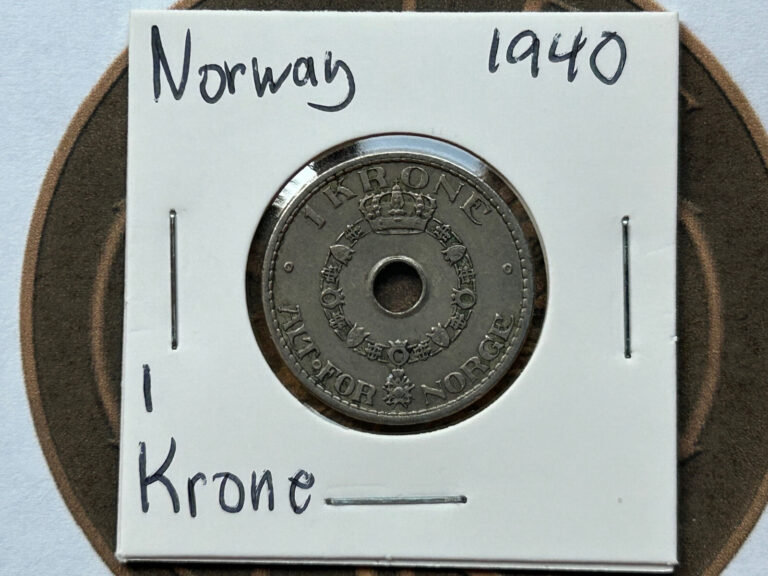 Norway 1940
1 KRONE
ALT·FOR NORGE
1
Krone